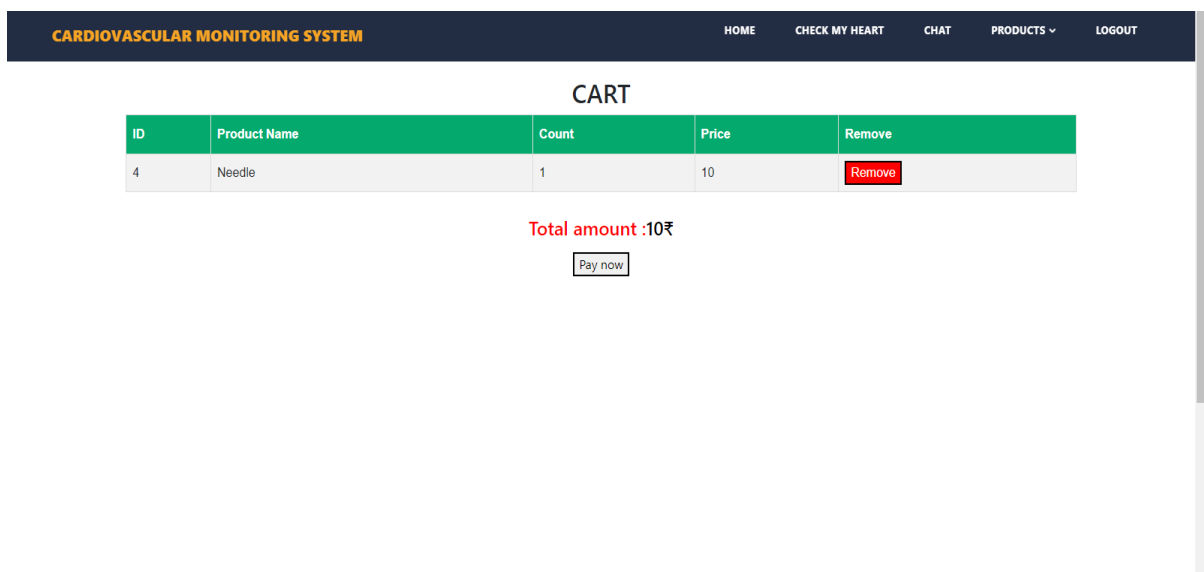 CARDIOVASCULAR MONITORING SYSTEM HOME CHECK MY HEART CHAT PRODUCTS LOGOUT
CART
ID Product Name Count Price Remove
4 Needle 1 10 Remove
Total amount :10₹
Pay now